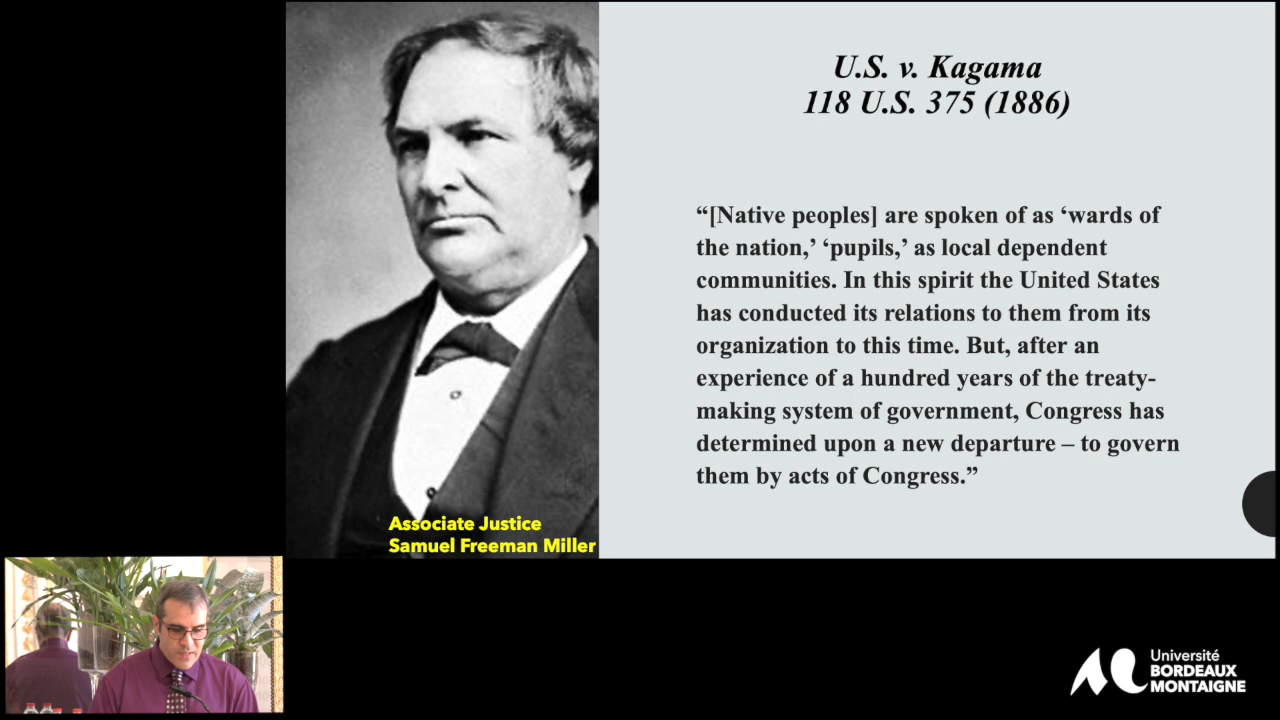 U.S. v. Kagama
118 U.S. 375 (1886)
“[Native peoples] are spoken of as ‘wards of
the nation,’ ‘pupils,’ as local dependent
communities. In this spirit the United States
has conducted its relations to them from its
organization to this time. But, after an
experience of a hundred years of the treaty-
making system of government, Congress has
determined upon a new departure – to govern
them by acts of Congress.”
Associate Justice
Samuel Freeman Miller
Université
BORDEAUX
MONTAIGNE